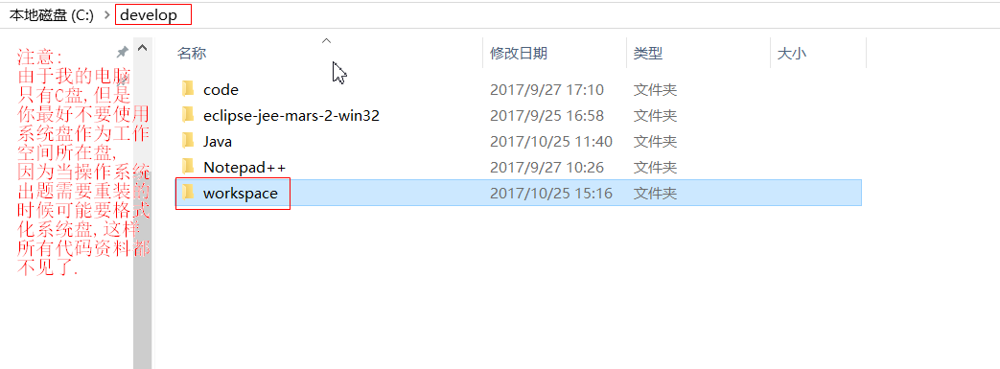 本地磁盘 (C:) > develop
名称 修改日期 类型 大小
code 2017/9/27 17:10 文件夹
eclipse-jee-mars-2-win32 2017/9/25 16:58 文件夹
Java 2017/10/25 11:40 文件夹
Notepad++ 2017/9/27 10:26 文件夹
workspace 2017/10/25 15:16 文件夹
注意:
由于我的电脑
只有C盘,但是
你最好不要使用
系统盘作为工作
空间所在盘,
因为当操作系统
出题需要重装的
时候可能要格式
化系统盘,这样
所有代码资料都
不见了.